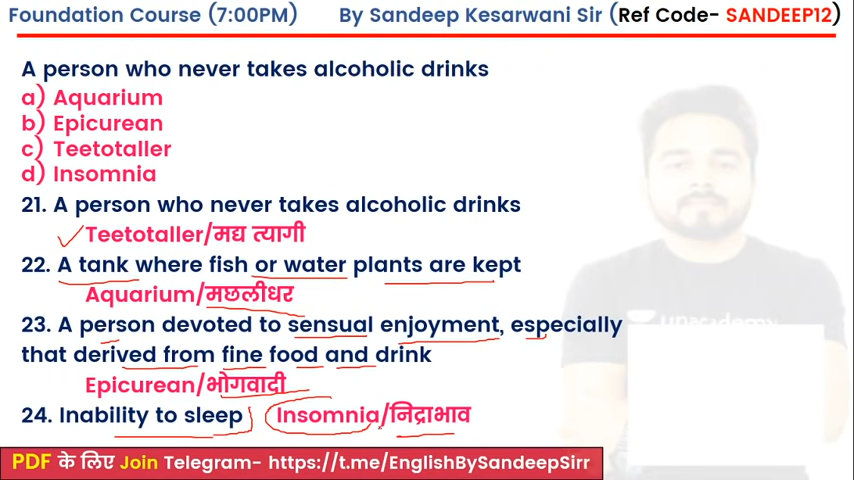 Foundation Course (7:00PM) By Sandeep Kesarwani Sir (Ref Code- SANDEEP12)
A person who never takes alcoholic drinks
a) Aquarium
b) Epicurean
c) Teetotaller
d) Insomnia
21. A person who never takes alcoholic drinks
Teetotaller/मद्य त्यागी
22. A tank where fish or water plants are kept
Aquarium/मछलीधर
23. A person devoted to sensual enjoyment, especially
that derived from fine food and drink
Epicurean/भोगवादी
24. Inability to sleep Insomnia/निद्राभाव
PDF के लिए Join Telegram- https://t.me/EnglishBySandeepSirr